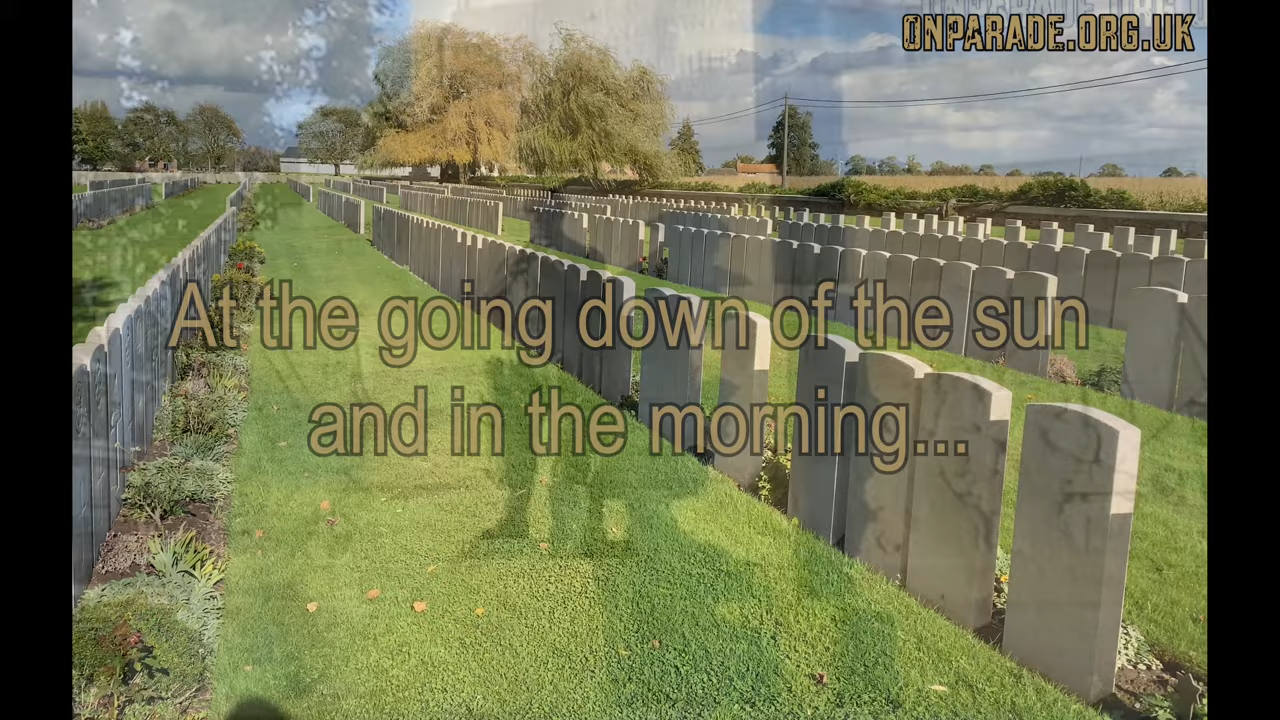 ONPARADE.ORG.UK
At the going down of the sun
and in the morning...